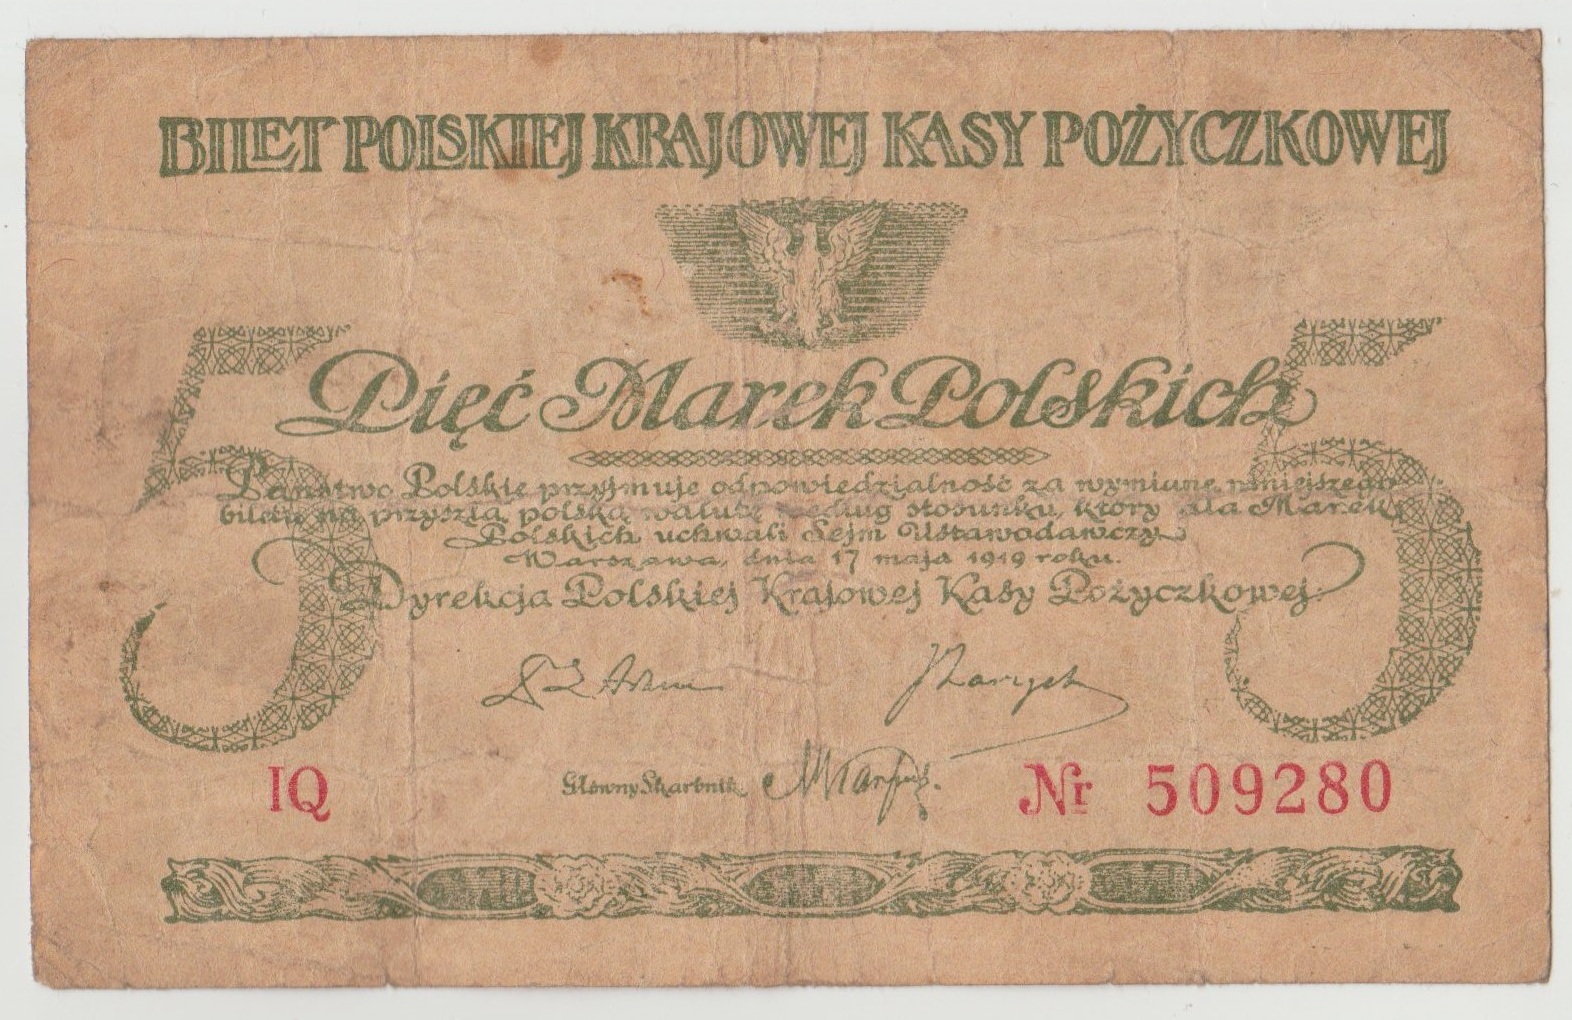 BILET POLSKIEJ KRAJOWEJ KASY POŻYCZKOWEJ
5 5
Pięć Marek Polskich
Państwo Polskie przyjmuje odpowiedzialność za wymianę niniejszego
biletu na przyszłą polską walutę według stosunku, który dla Marek
Polskich uchwali Sejm Ustawodawczy
Warszawa, dnia 17 maja 1919 roku.
Dyrekcja Polskiej Krajowej Kasy Pożyczkowej
IQ Główny Skarbnik Nr 509280